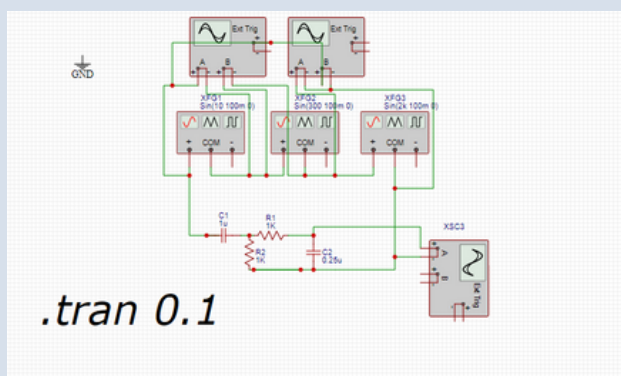 Ext Trig
Ext Trig
A
B
A
B
GND
XFG1
Sin(10 100m 0)
XFG2
Sin(300 100m 0)
XFG3
Sin(2k 100m 0)
COM
COM
COM
C1
1u
R1
1K
R2
1K
C2
0.25u
XSC3
A
B
Ext Trig
.tran 0.1